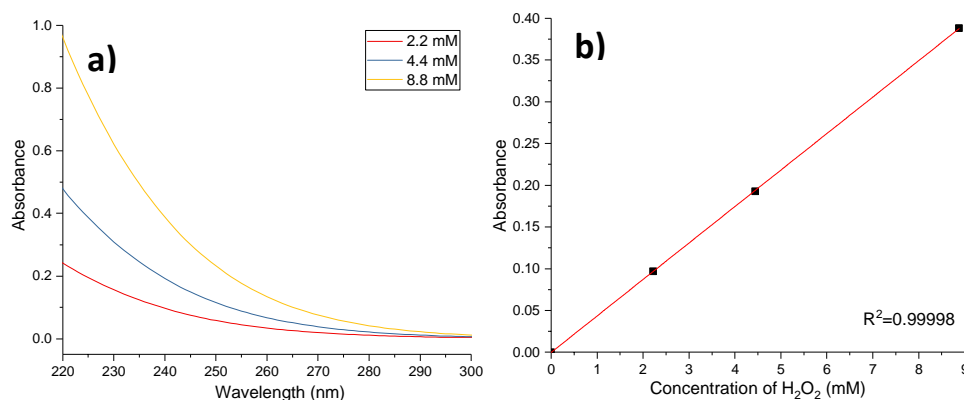 a)
2.2 mM
4.4 mM
8.8 mM
1.0
0.8
0.6
0.4
0.2
0.0
Absorbance
220 230 240 250 260 270 280 290 300
Wavelength (nm)
b)
0.40
0.35
0.30
0.25
0.20
0.15
0.10
0.05
0.00
Absorbance
R²=0.99998
0 1 2 3 4 5 6 7 8 9
Concentration of H₂O₂ (mM)